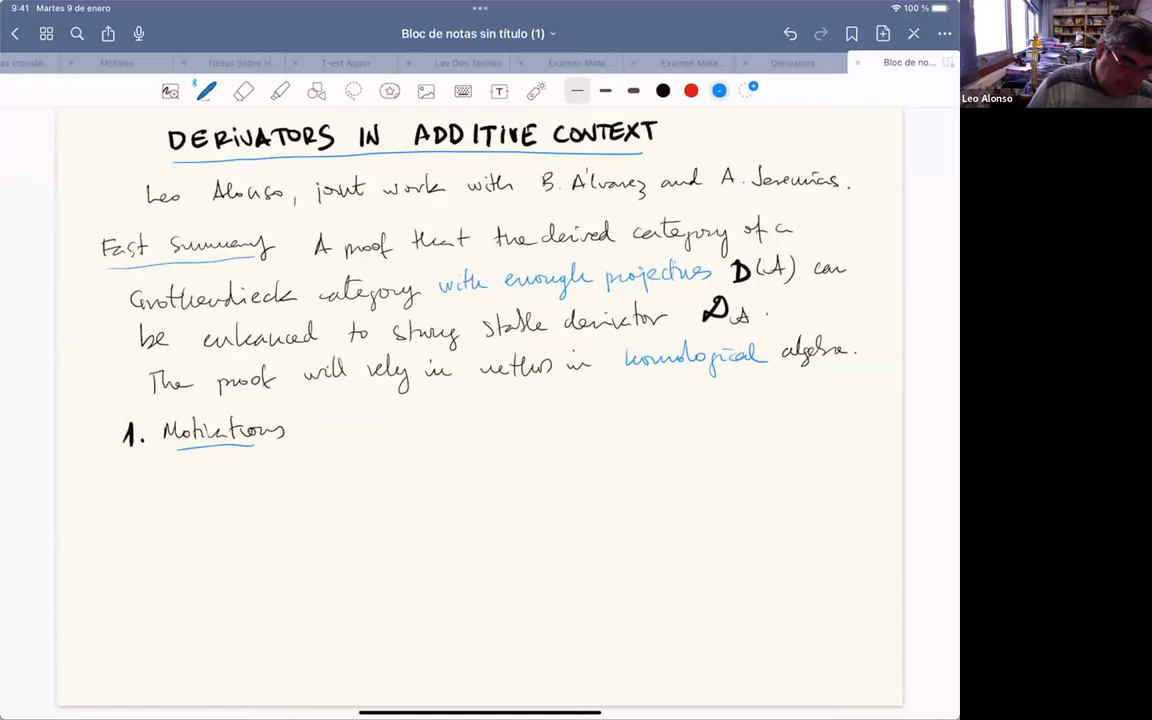 9:41 Martes 9 de enero
100 %
Bloc de notas sin título (1)
Motivos
Notas Sobre H...
T-est Again
Las Dos Teorías
Examen Mate...
Examen Mate...
Derivators
Bloc de no...
Leo Alonso
DERIVATORS IN ADDITIVE CONTEXT
Leo Alonso, joint work with B. Álvarez and A. Jeremías.
Fast Summary A proof that the derived category of a
Grothendieck category with enough projectives D(A) can
be enhanced to strong stable derivator D_A.
The proof will rely in in homological algebra.
1. Motivations